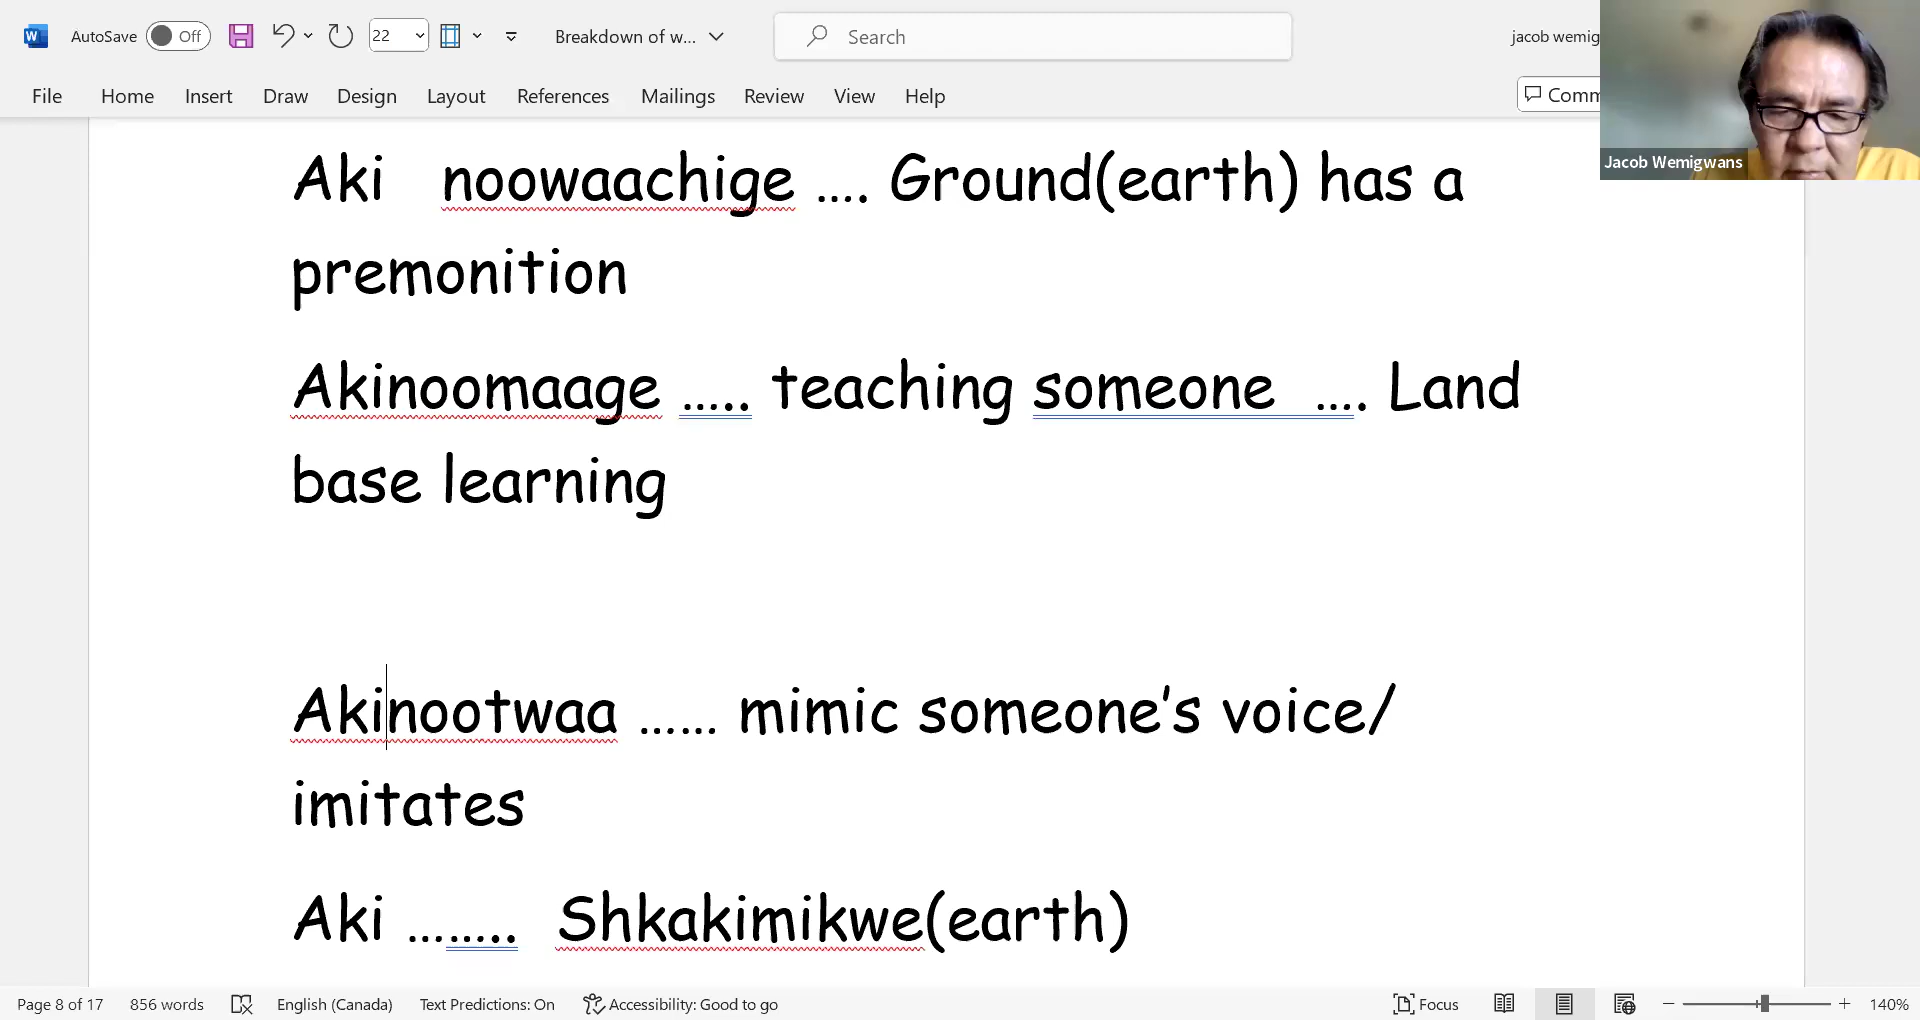 AutoSave Off 22 Breakdown of w... Search jacob wemig
File Home Insert Draw Design Layout References Mailings Review View Help Comm
Jacob Wemigwans
Aki noowaachige .... Ground(earth) has a
premonition
Akinoomaage ..... teaching someone .... Land
base learning
Akinootwaa ...... mimic someone’s voice/
imitates
Aki ........ Shkakimikwe(earth)
Page 8 of 17 856 words English (Canada) Text Predictions: On Accessibility: Good to go Focus 140%